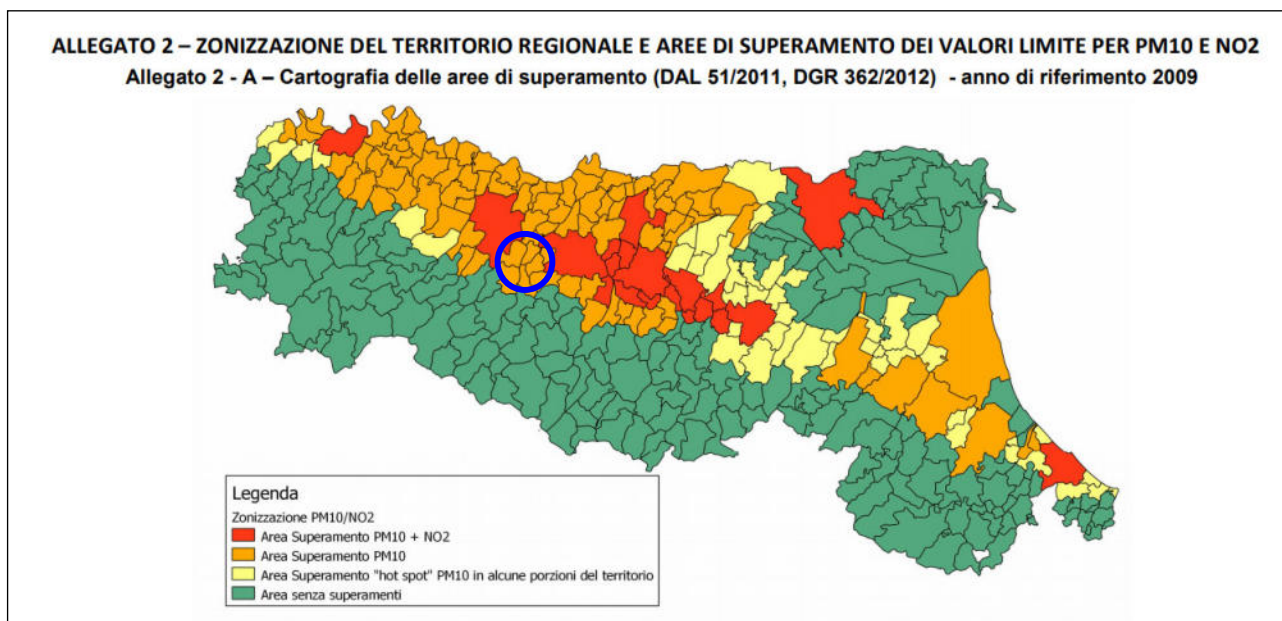 ALLEGATO 2 – ZONIZZAZIONE DEL TERRITORIO REGIONALE E AREE DI SUPERAMENTO DEI VALORI LIMITE PER PM10 E NO2
Allegato 2 - A – Cartografia delle aree di superamento (DAL 51/2011, DGR 362/2012) - anno di riferimento 2009
Legenda
Zonizzazione PM10/NO2
Area Superamento PM10 + NO2
Area Superamento PM10
Area Superamento "hot spot" PM10 in alcune porzioni del territorio
Area senza superamenti